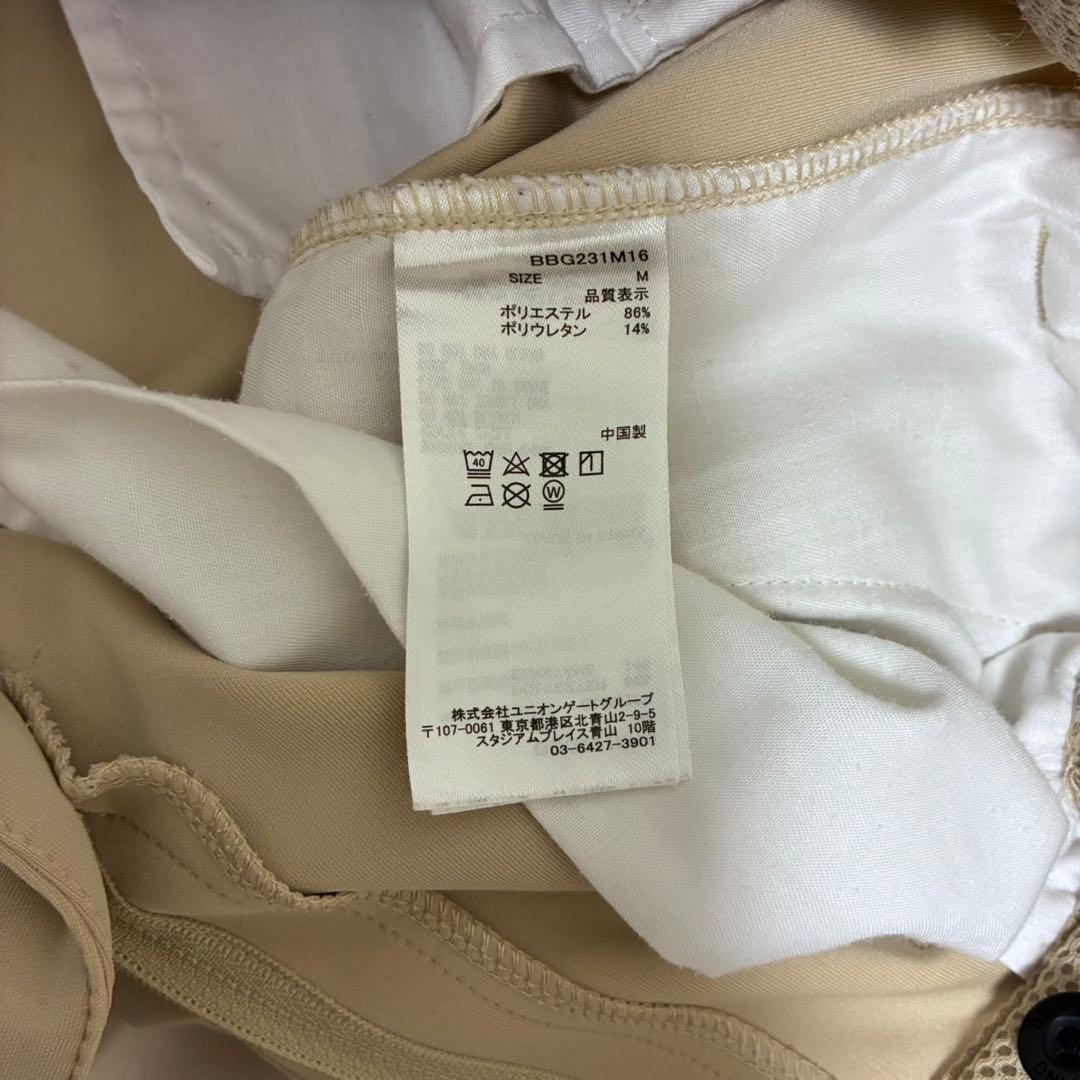 BBG231M16
SIZE M
品質表示
ポリエステル 86%
ポリウレタン 14%
中国製
40
W
株式会社ユニオンゲートグループ
〒107-0061 東京都港区北青山2-9-5
スタジアムプレイス青山 10階
03-6427-3901